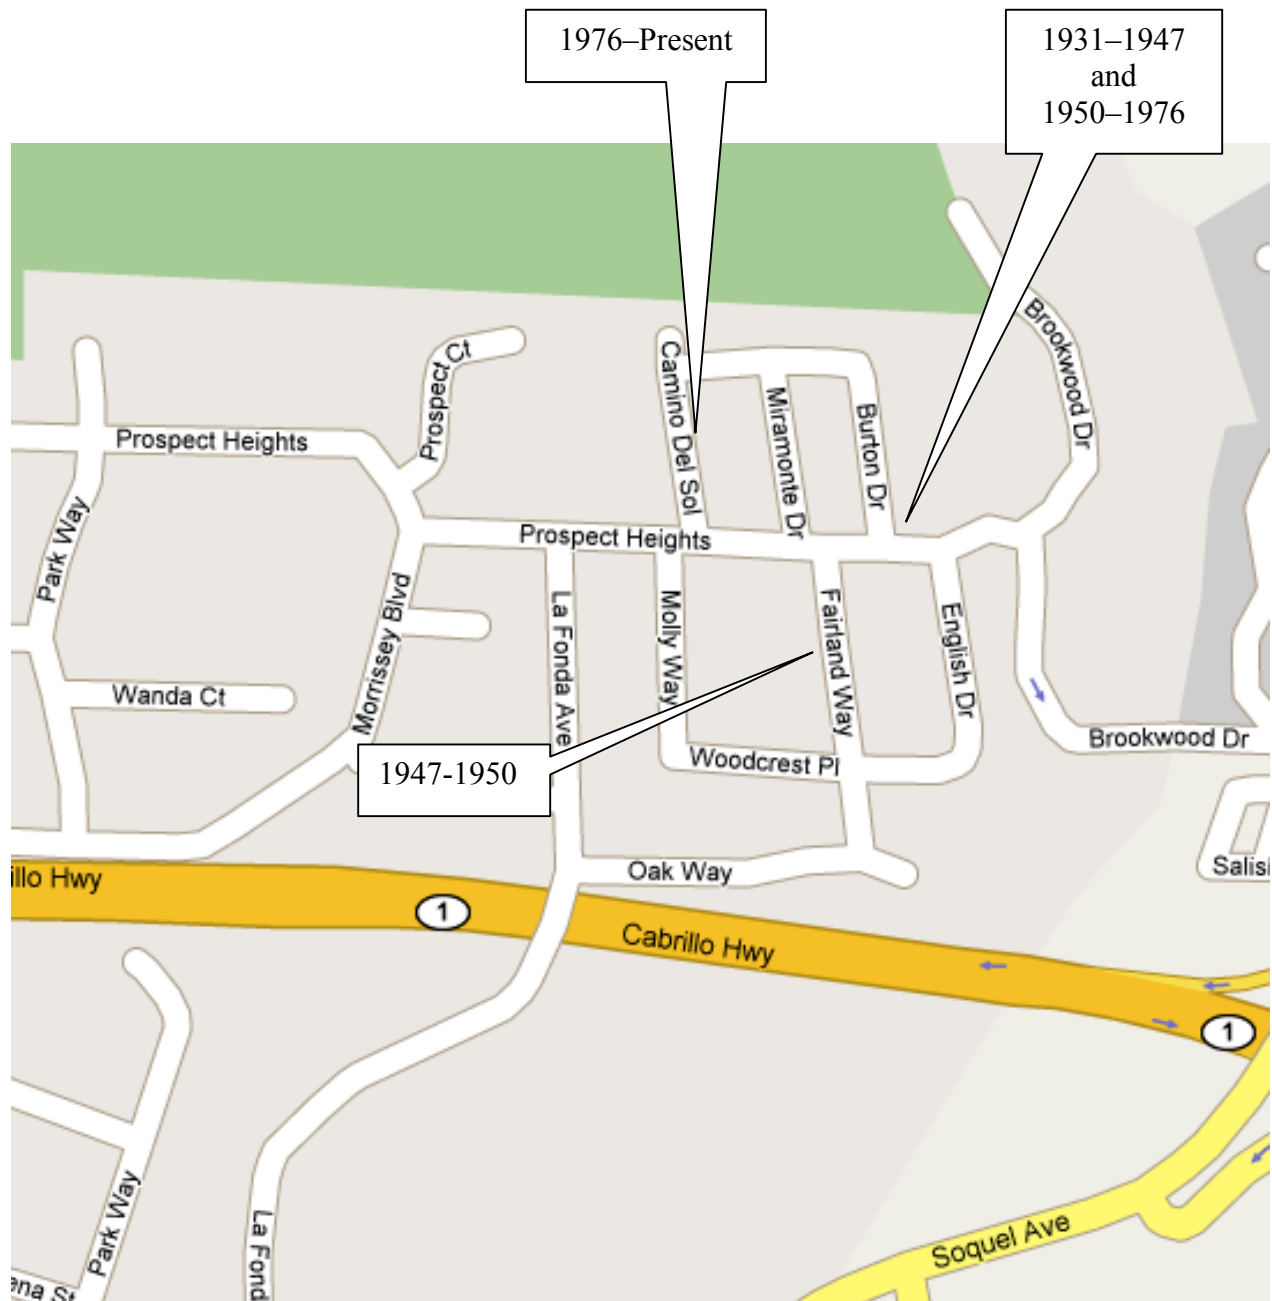 1976–Present
1931–1947
and
1950–1976
Brookwood Dr
Prospect Ct
Camino Del Sol
Miramonte Dr
Burton Dr
Prospect Heights
Park Way
Prospect Heights
Morrissey Blvd
La Fonda Ave
Molly Way
Fairland Way
English Dr
Wanda Ct
Brookwood Dr
Woodcrest Pl
1947-1950
Oak Way
Salisi
illo Hwy
1
Cabrillo Hwy
1
Park Way
La Fond
Soquel Ave
ena St